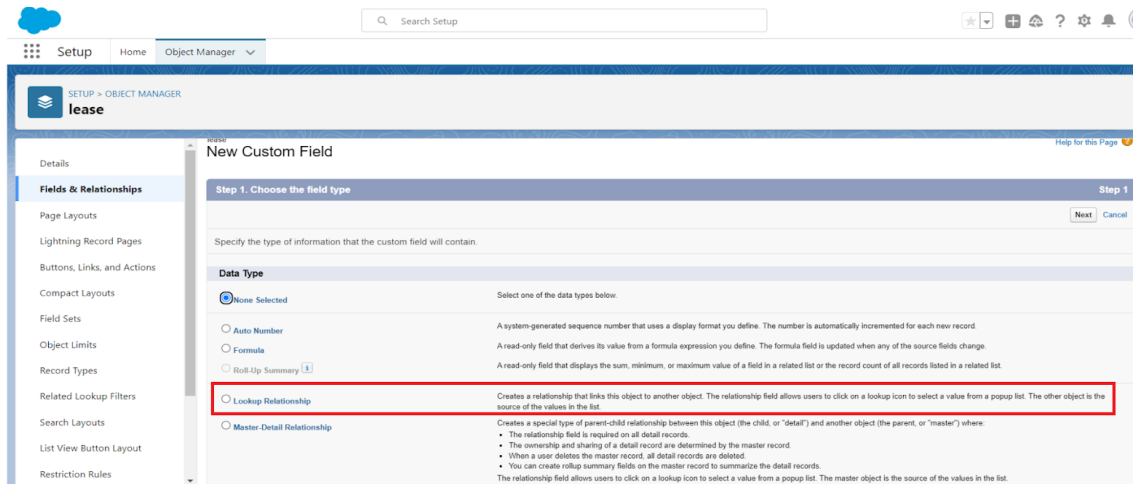 Search Setup
Setup
Home
Object Manager
SETUP > OBJECT MANAGER
lease
Details
Fields & Relationships
Page Layouts
Lightning Record Pages
Buttons, Links, and Actions
Compact Layouts
Field Sets
Object Limits
Record Types
Related Lookup Filters
Search Layouts
List View Button Layout
Restriction Rules
lease
New Custom Field
Help for this Page
Step 1. Choose the field type
Step 1
Next
Cancel
Specify the type of information that the custom field will contain.
Data Type
None Selected
Select one of the data types below.
Auto Number
A system-generated sequence number that uses a display format you define. The number is automatically incremented for each new record.
Formula
A read-only field that derives its value from a formula expression you define. The formula field is updated when any of the source fields change.
Roll-Up Summary
A read-only field that displays the sum, minimum, or maximum value of a field in a related list or the record count of all records listed in a related list.
Lookup Relationship
Creates a relationship that links this object to another object. The relationship field allows users to click on a lookup icon to select a value from a popup list. The other object is the
source of the values in the list.
Master-Detail Relationship
Creates a special type of parent-child relationship between this object (the child, or "detail") and another object (the parent, or "master") where:
• The relationship field is required on all detail records.
• The ownership and sharing of a detail record are determined by the master record.
• When a user deletes the master record, all detail records are deleted.
• You can create rollup summary fields on the master record to summarize the detail records.
The relationship field allows users to click on a lookup icon to select a value from a popup list. The master object is the source of the values in the list.